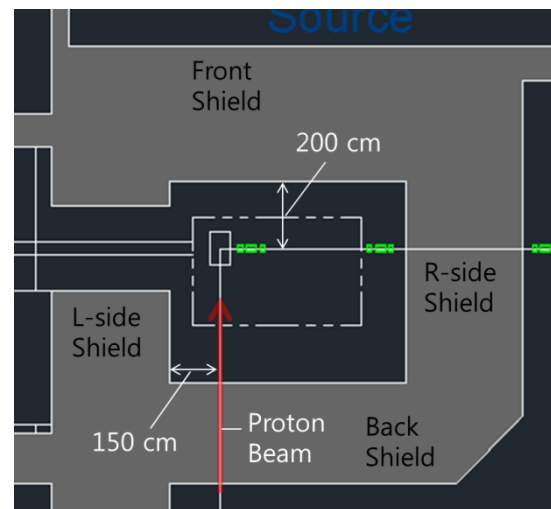 Source
Front
Shield
200 cm
R-side
Shield
L-side
Shield
150 cm
Proton
Beam
Back
Shield